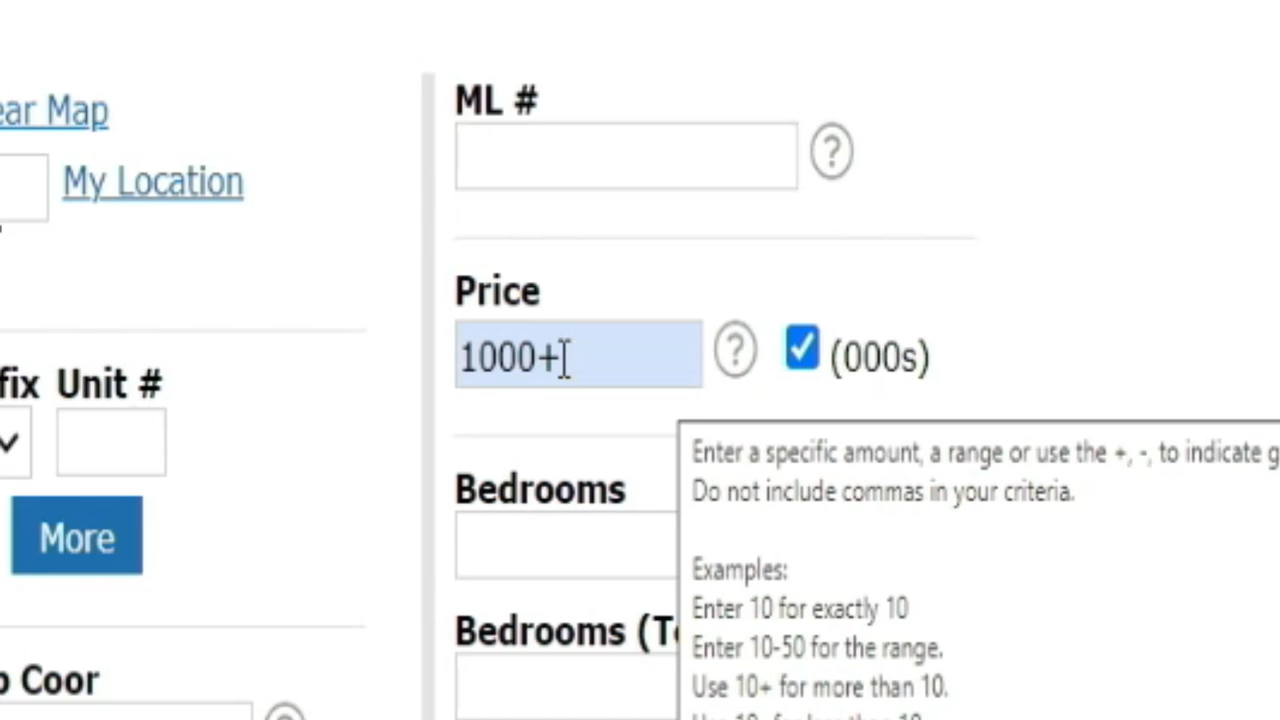 ear Map
My Location
fix Unit #
More
p Coor
ML #
Price
1000+
(000s)
Bedrooms
Bedrooms (T
Enter a specific amount, a range or use the +, -, to indicate g
Do not include commas in your criteria.
Examples:
Enter 10 for exactly 10
Enter 10-50 for the range.
Use 10+ for more than 10.